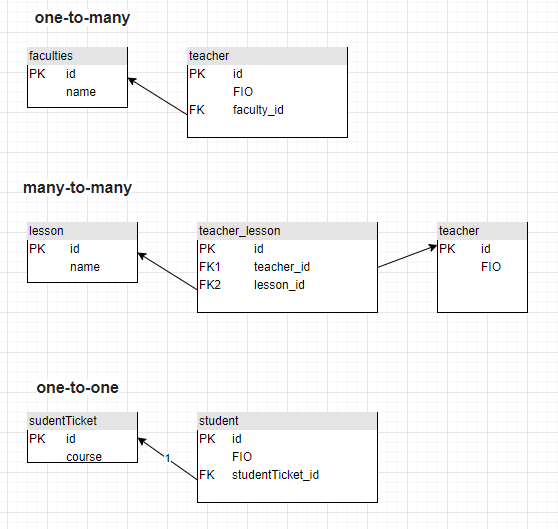 one-to-many
faculties
PK id
name
teacher
PK id
FIO
FK faculty_id
many-to-many
lesson
PK id
name
teacher_lesson
PK id
FK1 teacher_id
FK2 lesson_id
teacher
PK id
FIO
one-to-one
sudentTicket
PK id
course
1
student
PK id
FIO
FK studentTicket_id